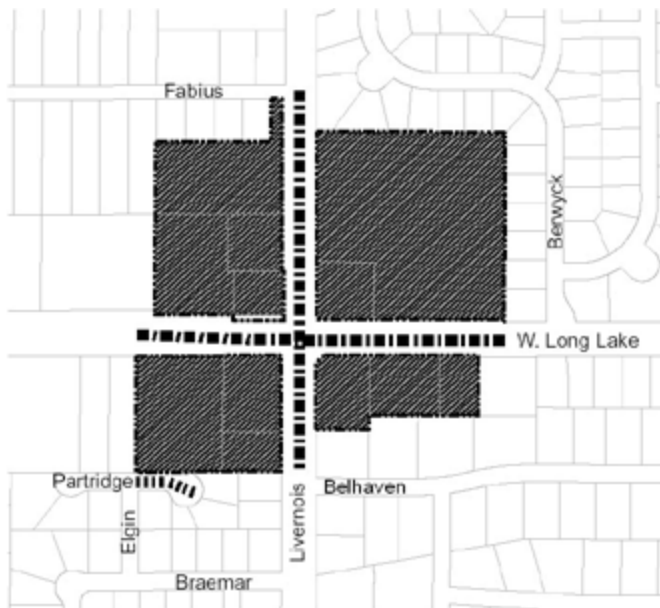 Fabius
Berwyck
W. Long Lake
Partridge
Belhaven
Elgin
Livernois
Braemar